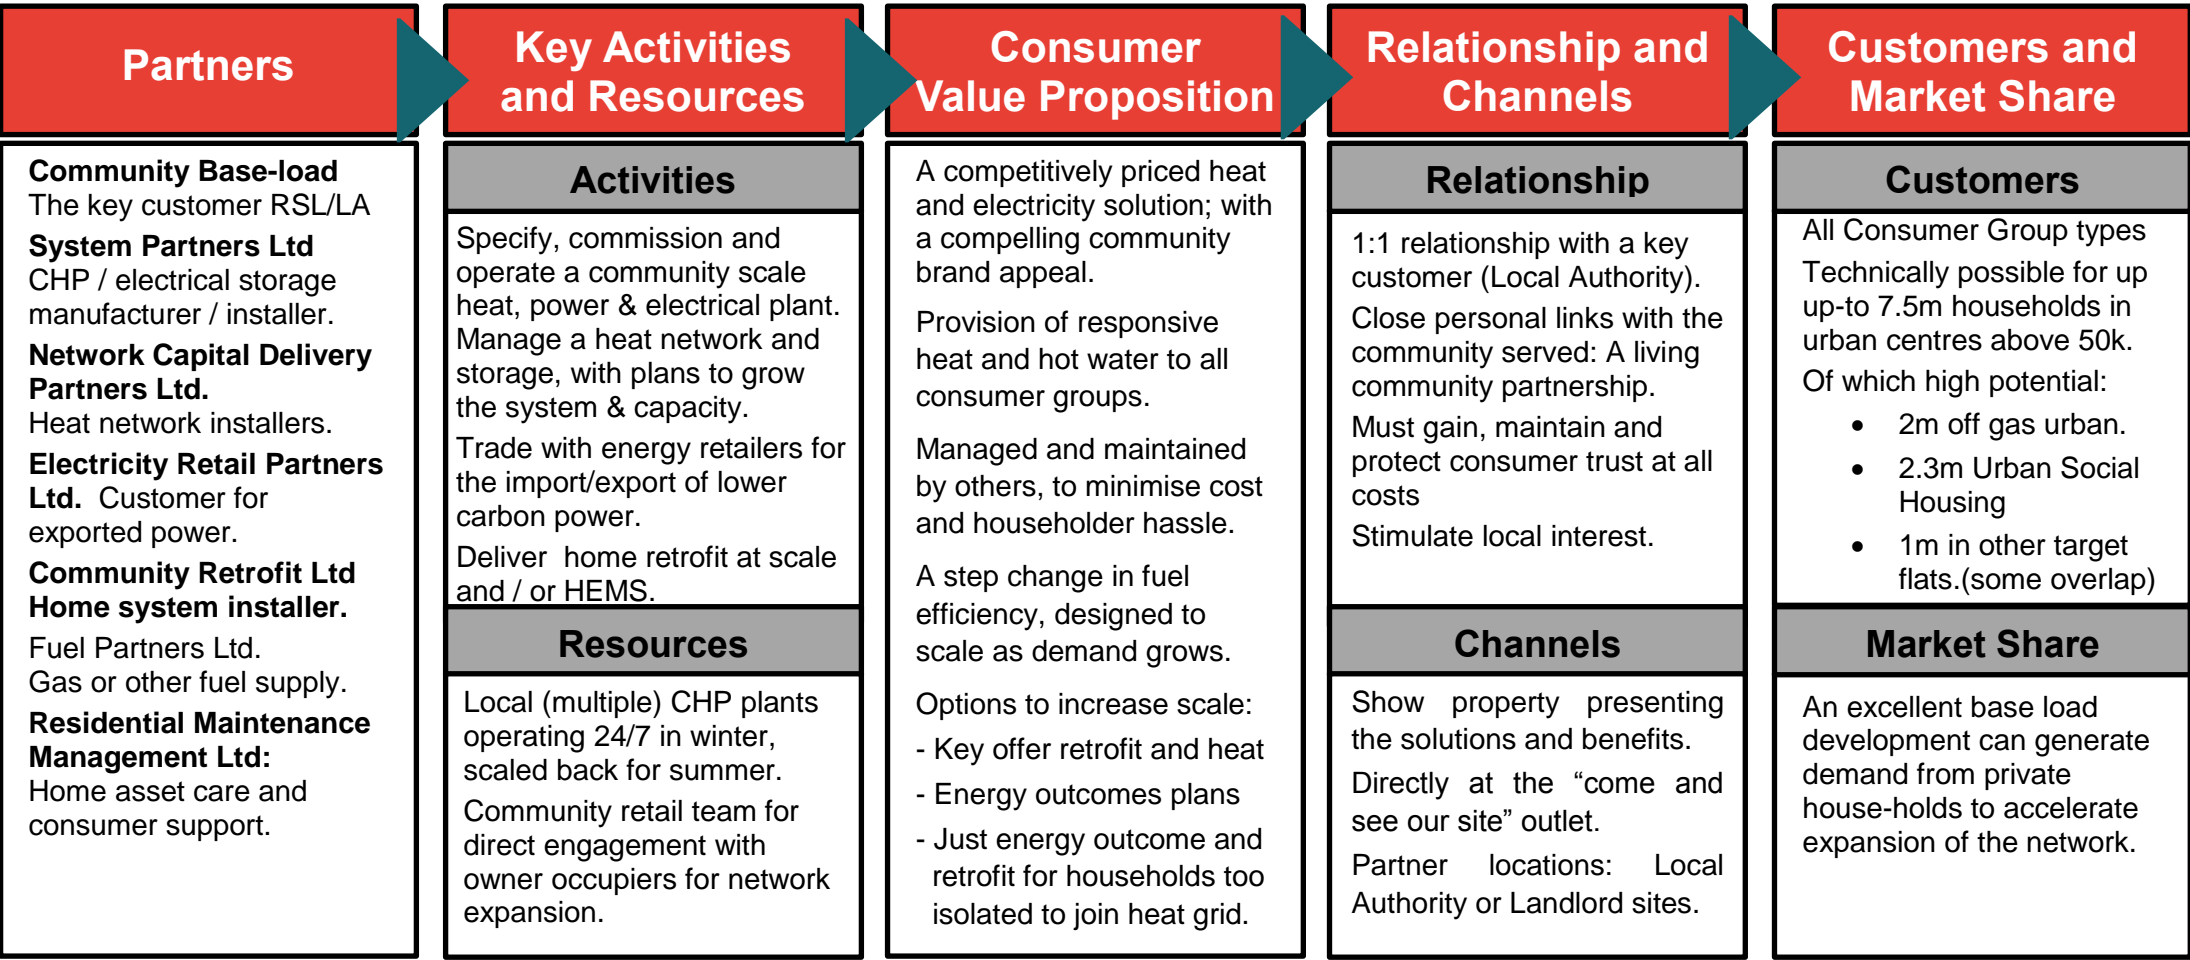 Partners
Community Base-load
The key customer RSL/LA
System Partners Ltd
CHP / electrical storage
manufacturer / installer.
Network Capital Delivery
Partners Ltd.
Heat network installers.
Electricity Retail Partners
Ltd.  Customer for
exported power.
Community Retrofit Ltd
Home system installer.
Fuel Partners Ltd.
Gas or other fuel supply.
Residential Maintenance
Management Ltd:
Home asset care and
consumer support.
Key Activities
and Resources
Activities
Specify, commission and
operate a community scale
heat, power & electrical plant.
Manage a heat network and
storage, with plans to grow
the system & capacity.
Trade with energy retailers for
the import/export of lower
carbon power.
Deliver  home retrofit at scale
and / or HEMS.
Resources
Local (multiple) CHP plants
operating 24/7 in winter,
scaled back for summer.
Community retail team for
direct engagement with
owner occupiers for network
expansion.
Consumer
Value Proposition
A competitively priced heat
and electricity solution; with
a compelling community
brand appeal.
Provision of responsive
heat and hot water to all
consumer groups.
Managed and maintained
by others, to minimise cost
and householder hassle.
A step change in fuel
efficiency, designed to
scale as demand grows.
Options to increase scale:
- Key offer retrofit and heat
- Energy outcomes plans
- Just energy outcome and
retrofit for households too
isolated to join heat grid.
Relationship and
Channels
Relationship
1:1 relationship with a key
customer (Local Authority).
Close personal links with the
community served: A living
community partnership.
Must gain, maintain and
protect consumer trust at all
costs
Stimulate local interest.
Channels
Show property presenting
the solutions and benefits.
Directly at the “come and
see our site” outlet.
Partner locations: Local
Authority or Landlord sites.
Customers and
Market Share
Customers
All Consumer Group types
Technically possible for up
up-to 7.5m households in
urban centres above 50k.
Of which high potential:
• 2m off gas urban.
• 2.3m Urban Social
Housing
• 1m in other target
flats.(some overlap)
Market Share
An excellent base load
development can generate
demand from private
house-holds to accelerate
expansion of the network.